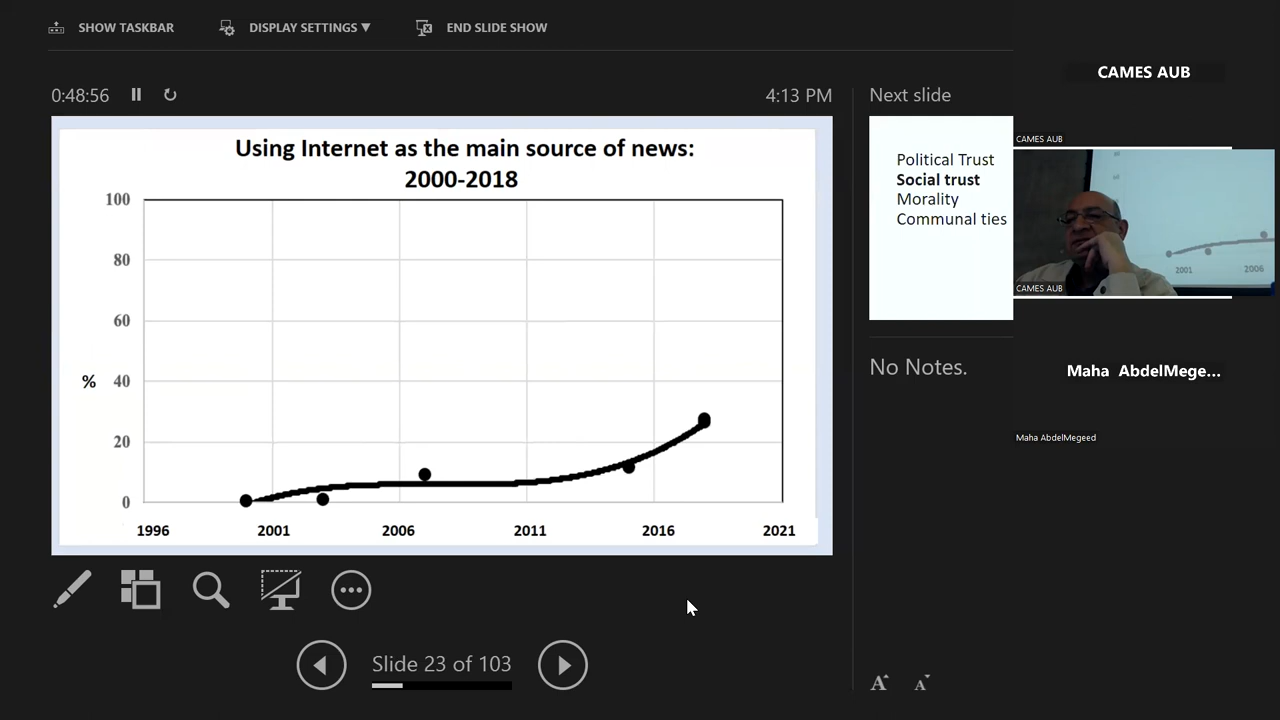 SHOW TASKBAR
DISPLAY SETTINGS ▼
END SLIDE SHOW
CAMES AUB
0:48:56
4:13 PM
Next slide
CAMES AUB
Using Internet as the main source of news:
2000-2018
100
80
60
%
40
20
0
1996
2001
2006
2011
2016
2021
Political Trust
Social trust
Morality
Communal ties
2001
2006
CAMES AUB
No Notes.
Maha AbdelMege...
Maha AbdelMegeed
Slide 23 of 103
A
A